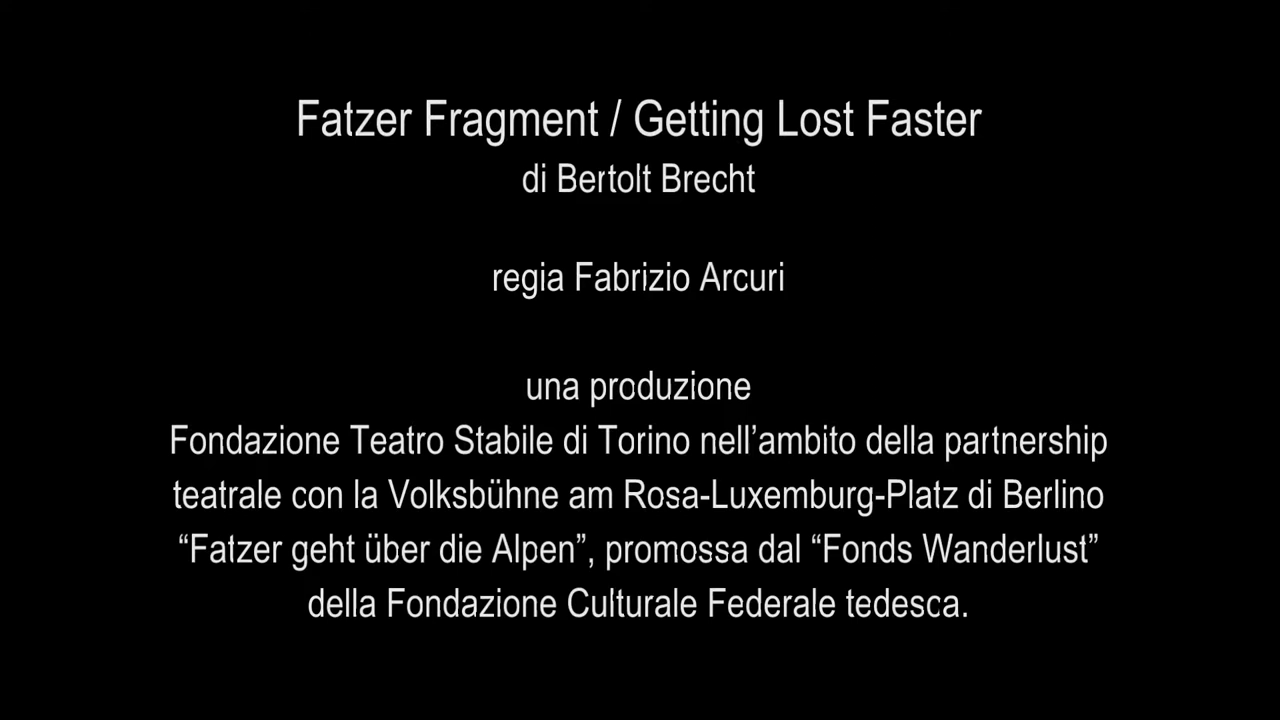 Fatzer Fragment / Getting Lost Faster
di Bertolt Brecht
regia Fabrizio Arcuri
una produzione
Fondazione Teatro Stabile di Torino nell’ambito della partnership
teatrale con la Volksbühne am Rosa-Luxemburg-Platz di Berlino
“Fatzer geht über die Alpen”, promossa dal “Fonds Wanderlust”
della Fondazione Culturale Federale tedesca.